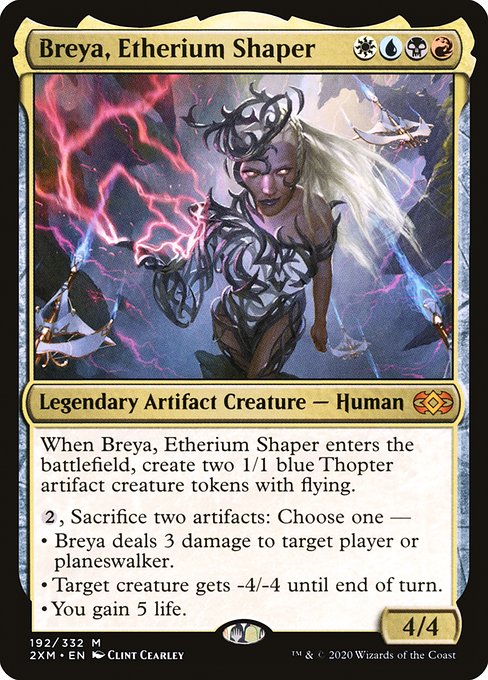 Breya, Etherium Shaper
Legendary Artifact Creature — Human
When Breya, Etherium Shaper enters the
battlefield, create two 1/1 blue Thopter
artifact creature tokens with flying.
2, Sacrifice two artifacts: Choose one —
• Breya deals 3 damage to target player or
planeswalker.
• Target creature gets -4/-4 until end of turn.
• You gain 5 life.
4/4
192/332 M
2XM • EN Clint Cearley
™ & © 2020 Wizards of the Coast